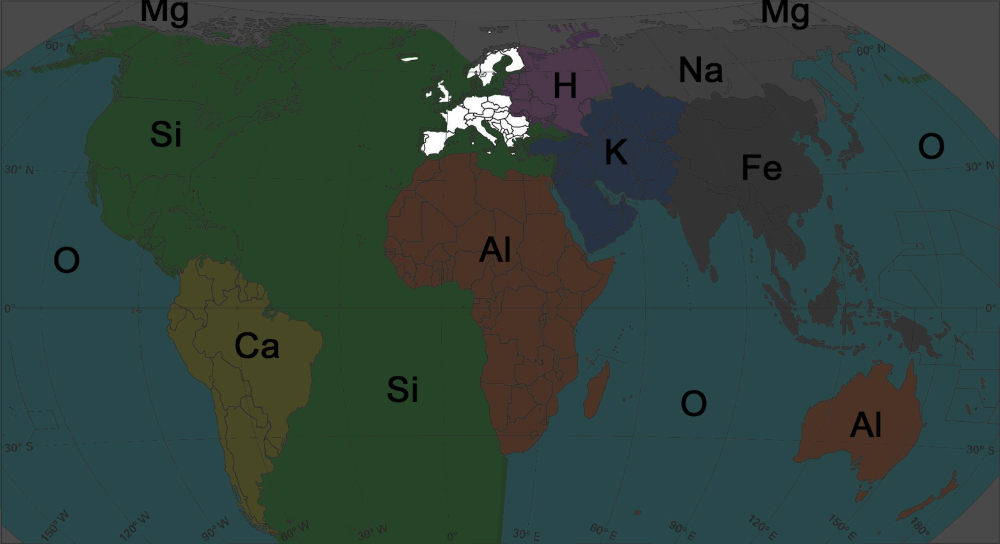 Mg
Mg
60° N
60° N
Na
H
Si
O
K
Fe
30° N
30° N
Al
O
0°
0°
Ca
Si
O
Al
30° S
30° S
150° W
120° W
90° W
60° W
30° W
0°
30° E
60° E
90° E
120° E
150° E
180°